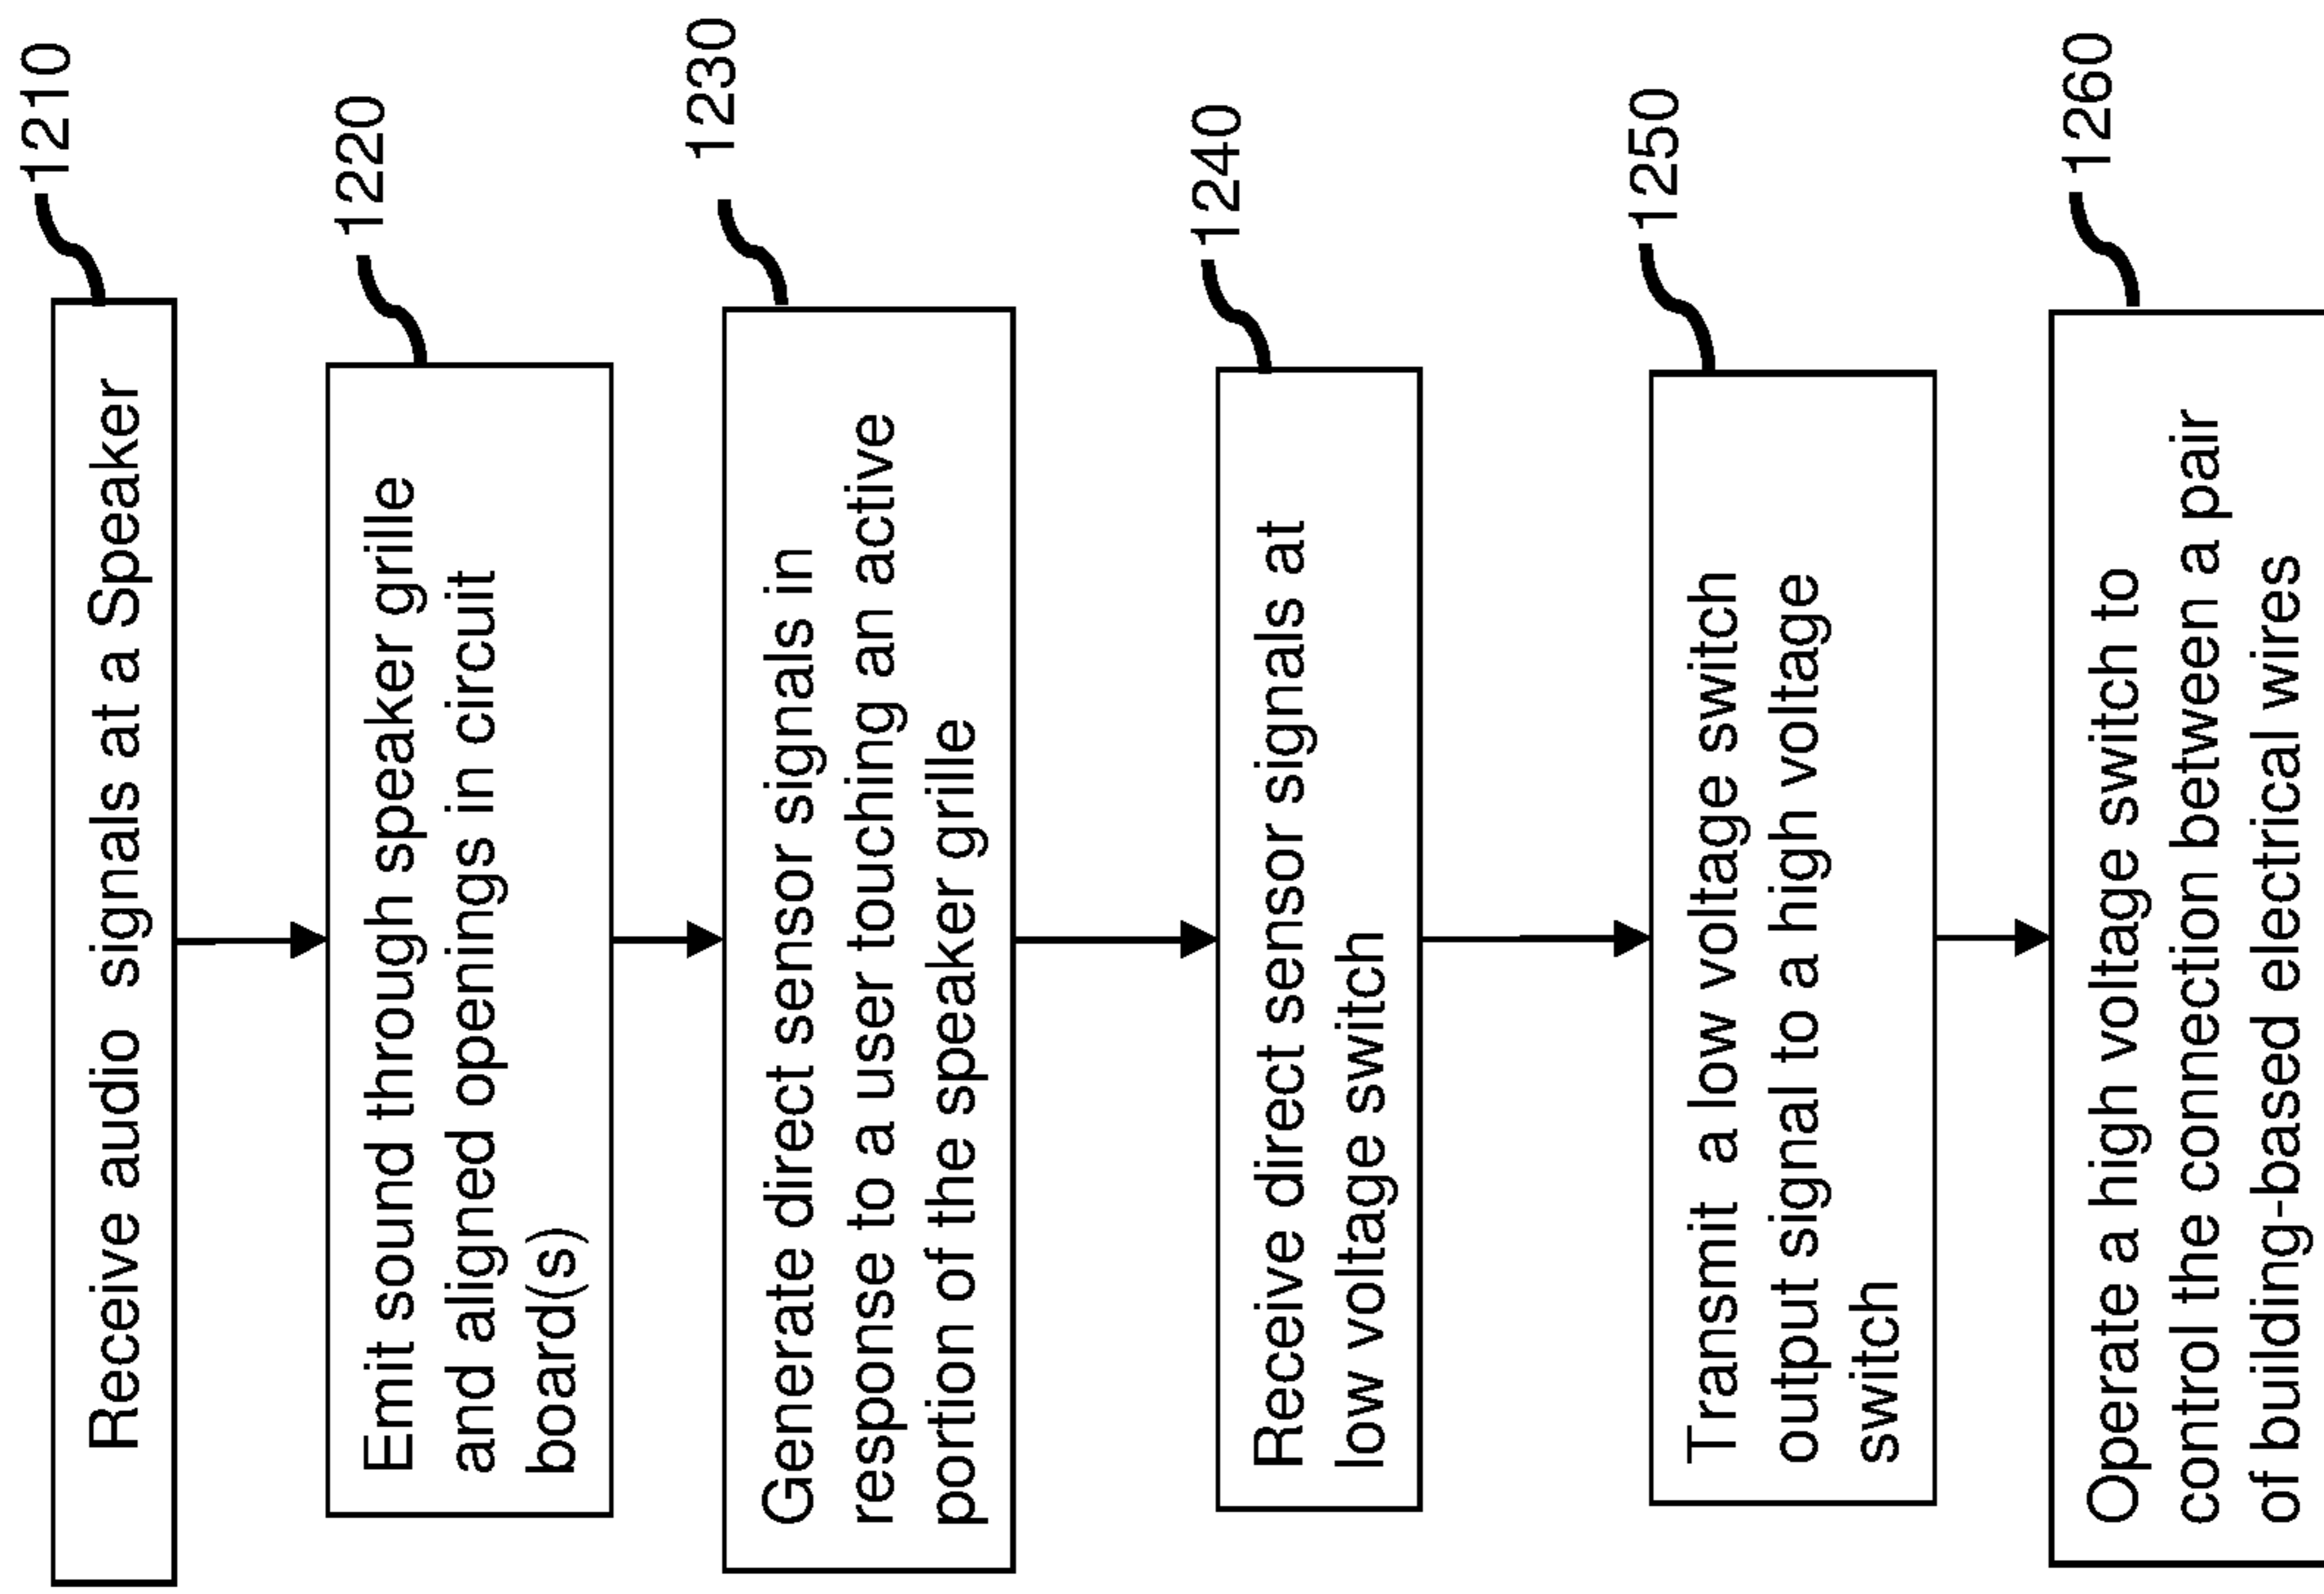 1210
Receive audio signals at a Speaker
1220
Emit sound through speaker grille
and aligned openings in circuit
board(s)
1230
Generate direct sensor signals in
response to a user touching an active
portion of the speaker grille
1240
Receive direct sensor signals at
low voltage switch
1250
Transmit a low voltage switch
output signal to a high voltage
switch
1260
Operate a high voltage switch to
control the connection between a pair
of building-based electrical wires